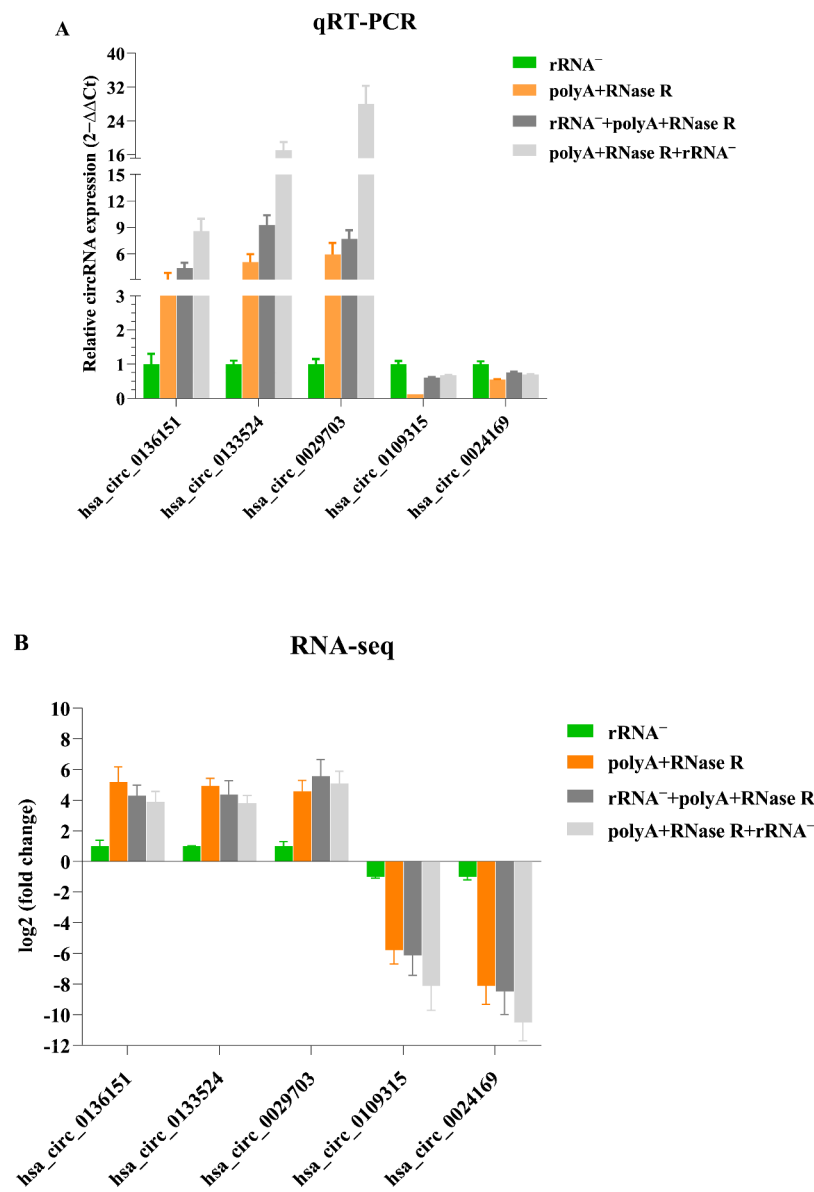 A
qRT-PCR
Relative circRNA expression (2−ΔΔCt)
40
32
24
16
15
12
9
6
3
2
1
0
hsa_circ_0136151
hsa_circ_0133524
hsa_circ_0029703
hsa_circ_0109315
hsa_circ_0024169
rRNA⁻
polyA+RNase R
rRNA⁻+polyA+RNase R
polyA+RNase R+rRNA⁻
B
RNA-seq
log2 (fold change)
10
8
6
4
2
0
-2
-4
-6
-8
-10
-12
hsa_circ_0136151
hsa_circ_0133524
hsa_circ_0029703
hsa_circ_0109315
hsa_circ_0024169
rRNA⁻
polyA+RNase R
rRNA⁻+polyA+RNase R
polyA+RNase R+rRNA⁻